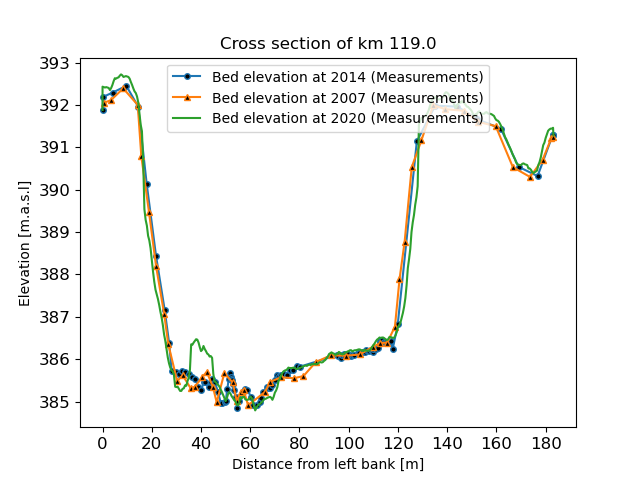 Cross section of km 119.0
Bed elevation at 2014 (Measurements)
Bed elevation at 2007 (Measurements)
Bed elevation at 2020 (Measurements)
393
392
391
390
389
388
387
386
385
Elevation [m.a.s.l]
0 20 40 60 80 100 120 140 160 180
Distance from left bank [m]